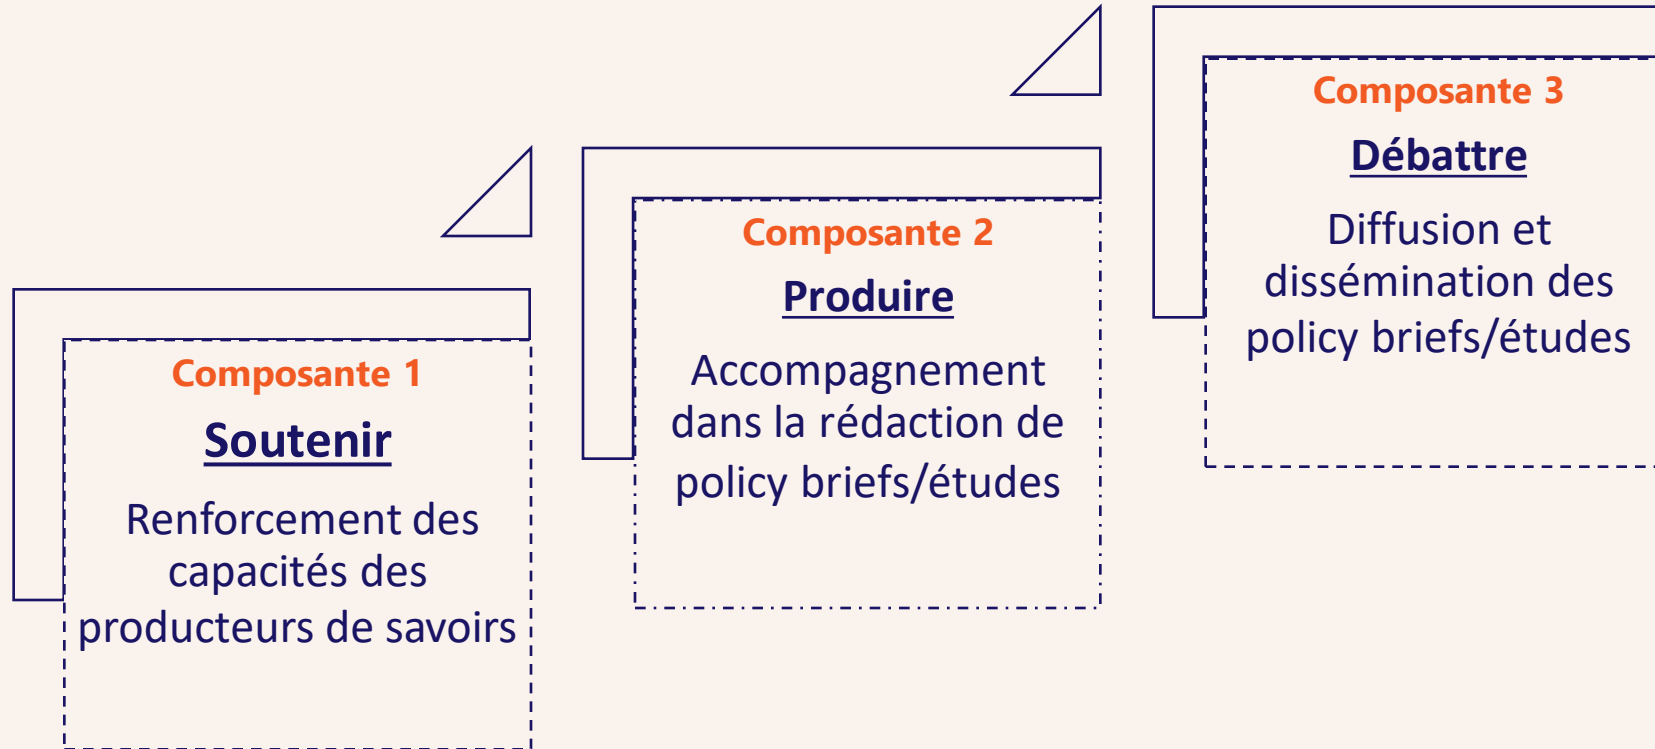 Composante 1
Soutenir
Renforcement des
capacités des
producteurs de savoirs
Composante 2
Produire
Accompagnement
dans la rédaction de
policy briefs/études
Composante 3
Débattre
Diffusion et
dissémination des
policy briefs/études